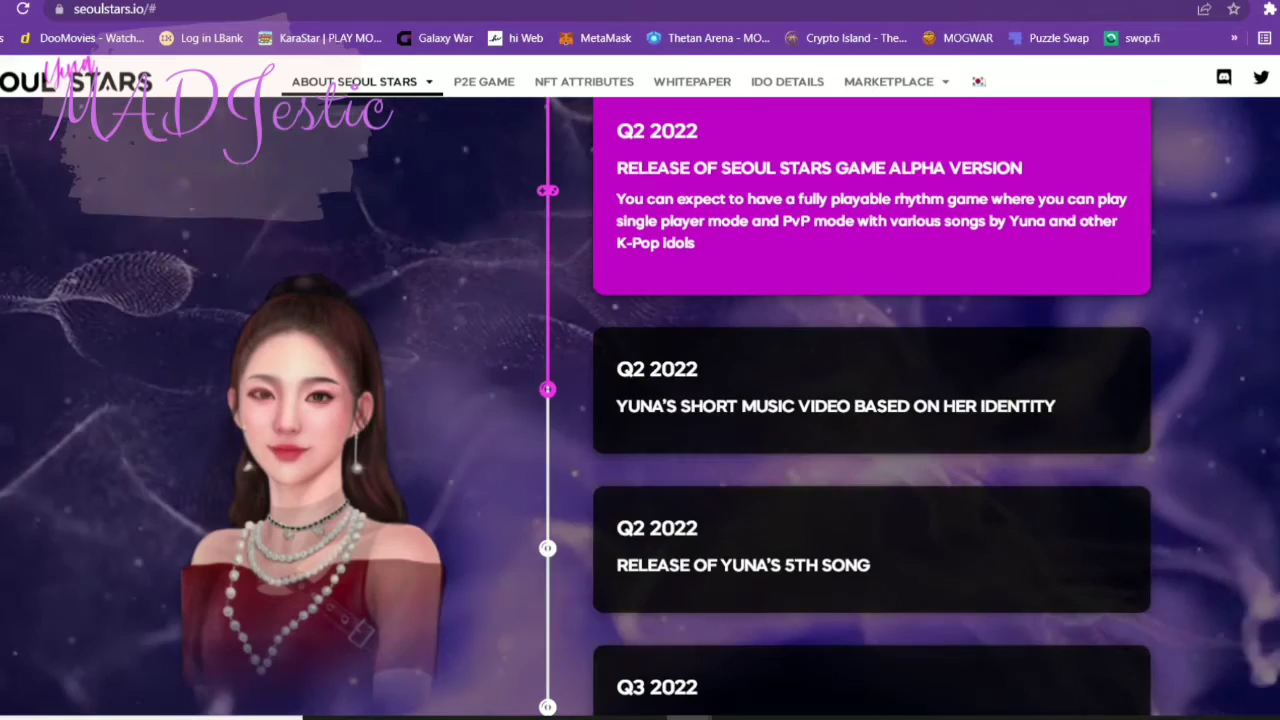 seoulstars.io/#
s DooMovies - Watch... Log in LBank KaraStar | PLAY MO... Galaxy War hi Web MetaMask Thetan Arena - MO... Crypto Island - The... MOGWAR Puzzle Swap swop.fi »
OUL STARS ABOUT SEOUL STARS P2E GAME NFT ATTRIBUTES WHITEPAPER IDO DETAILS MARKETPLACE
Yung
MADJestic
Q2 2022
RELEASE OF SEOUL STARS GAME ALPHA VERSION
You can expect to have a fully playable rhythm game where you can play
single player mode and PvP mode with various songs by Yuna and other
K-Pop idols
Q2 2022
YUNA'S SHORT MUSIC VIDEO BASED ON HER IDENTITY
Q2 2022
RELEASE OF YUNA'S 5TH SONG
Q3 2022